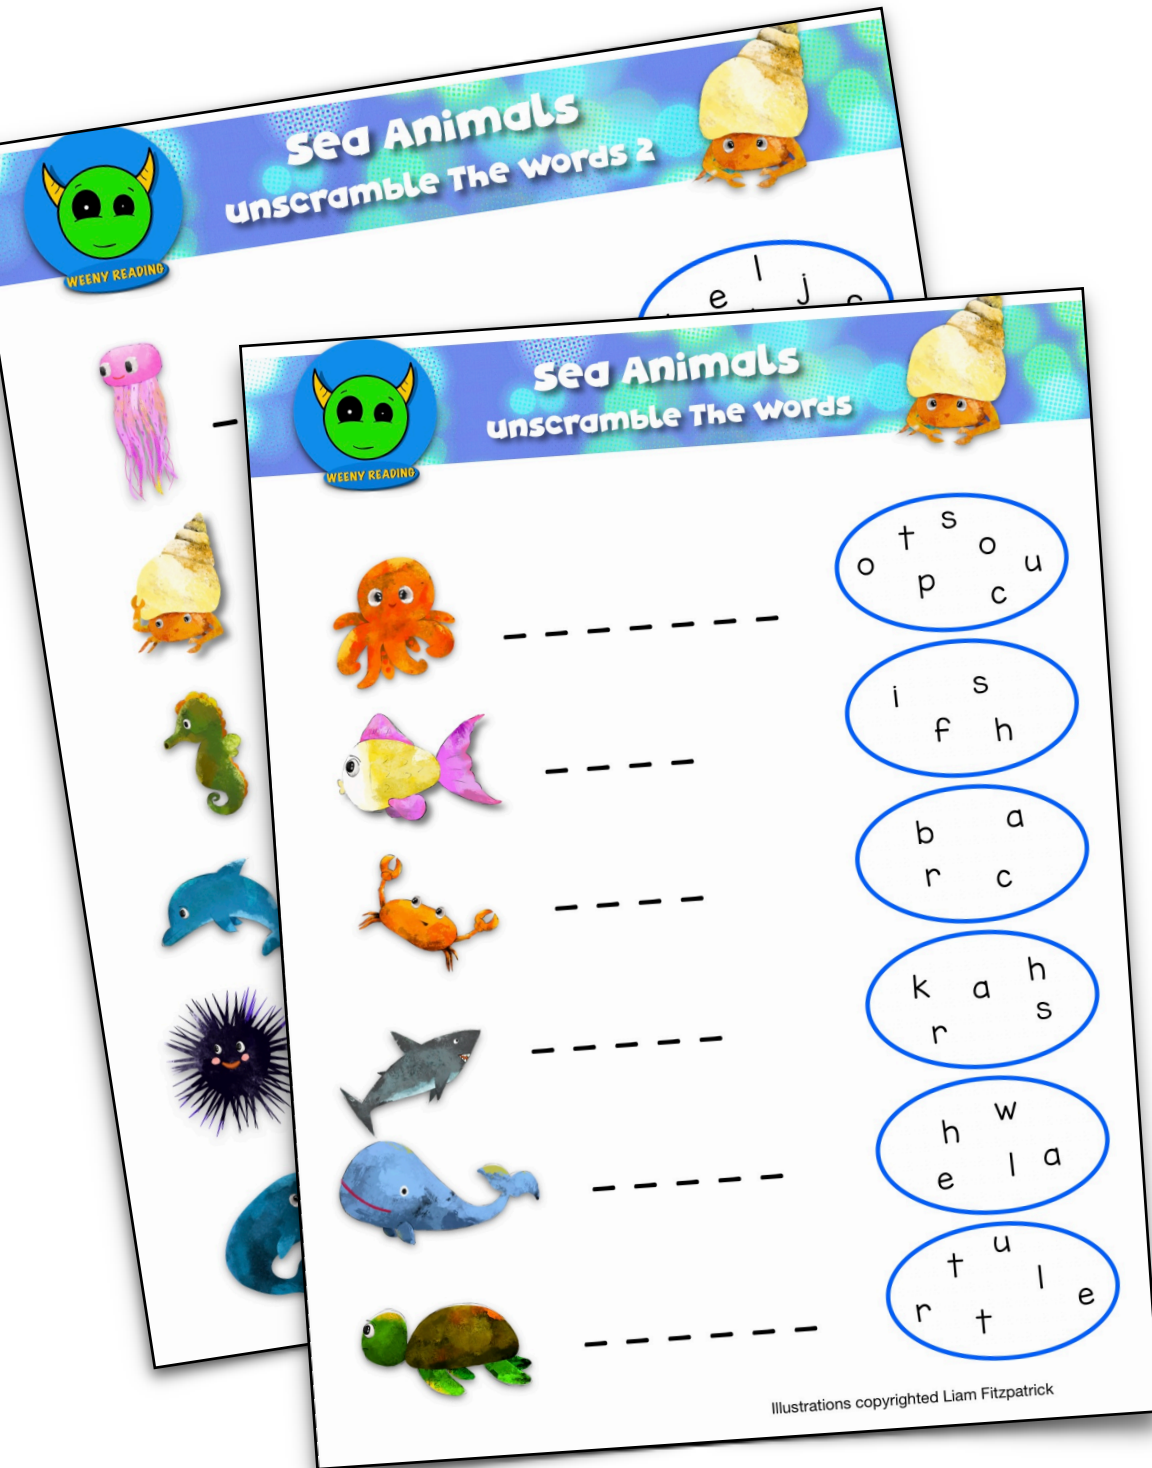 Sea Animals
Unscramble The Words 2
WEENY READING
l
e j
Sea Animals
Unscramble The Words
WEENY READING
o t s o u
p c
i s
f h
b a
r c
k a h
r s
h w
e l a
t u l
r t e
Illustrations copyrighted Liam Fitzpatrick